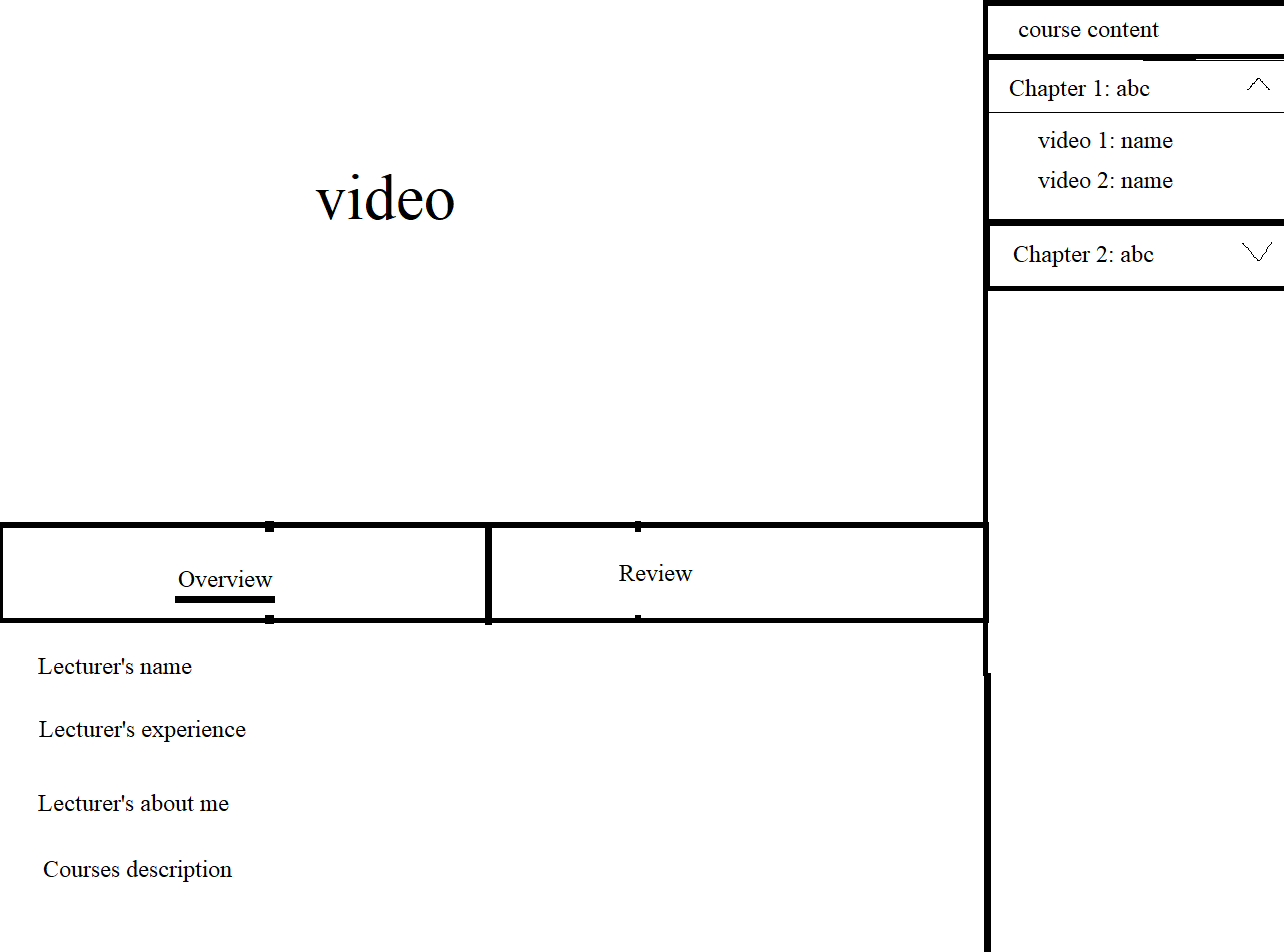 video
course content
Chapter 1: abc
video 1: name
video 2: name
Chapter 2: abc
Overview
Review
Lecturer's name
Lecturer's experience
Lecturer's about me
Courses description